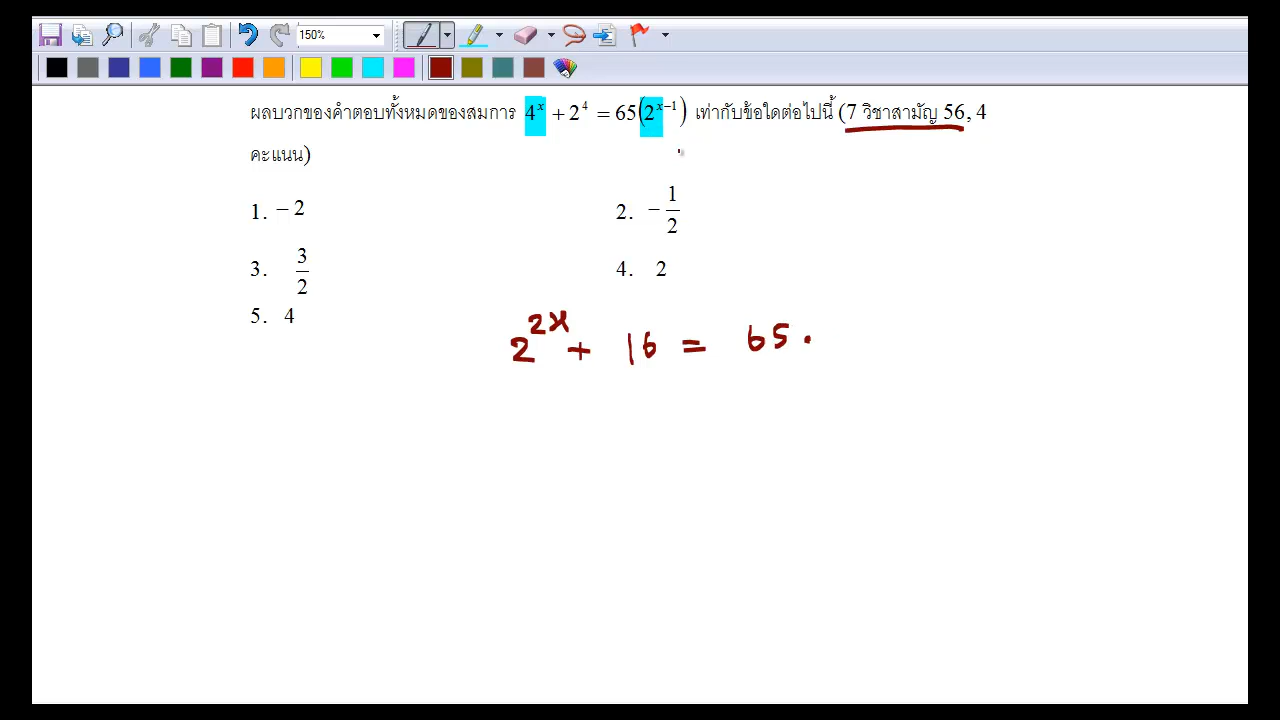 150%
ผลบวกของคำตอบทั้งหมดของสมการ 4^x + 2^4 = 65(2^{x-1}) เท่ากับข้อใดต่อไปนี้ (7 วิชาสามัญ 56, 4
คะแนน)
1. -2 2. -1/2
3. 3/2 4. 2
5. 4
2^{2x} + 16 = 65 .